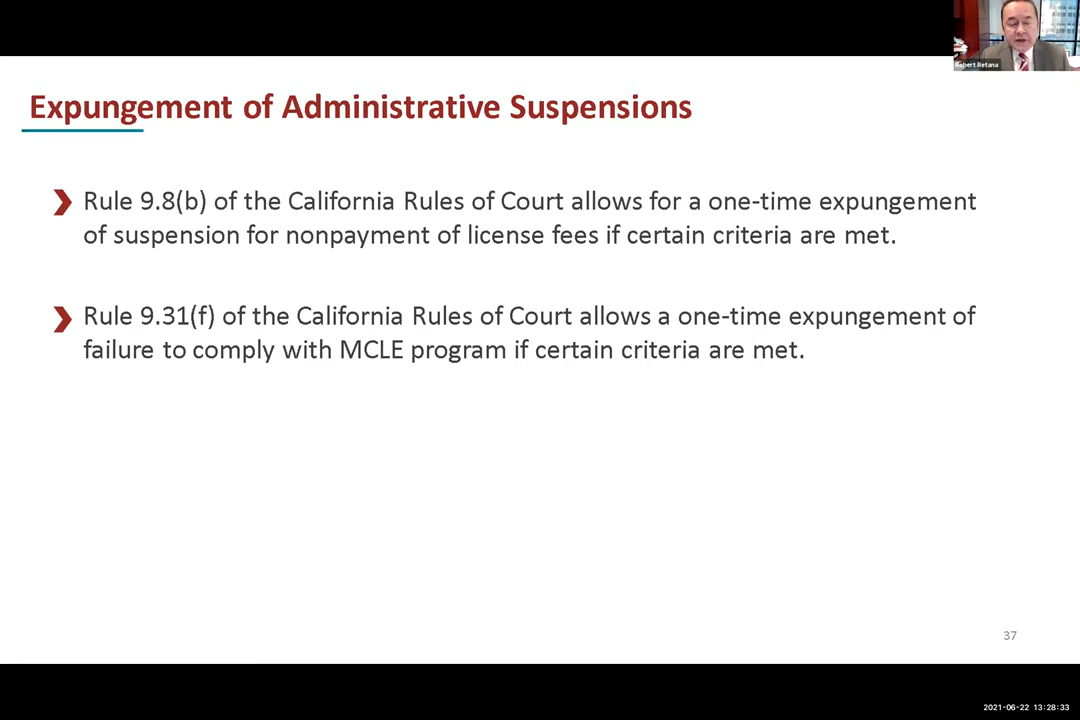 Robert Retana
Expungement of Administrative Suspensions
Rule 9.8(b) of the California Rules of Court allows for a one-time expungement
of suspension for nonpayment of license fees if certain criteria are met.
Rule 9.31(f) of the California Rules of Court allows a one-time expungement of
failure to comply with MCLE program if certain criteria are met.
37
2021-06-22 13:28:33